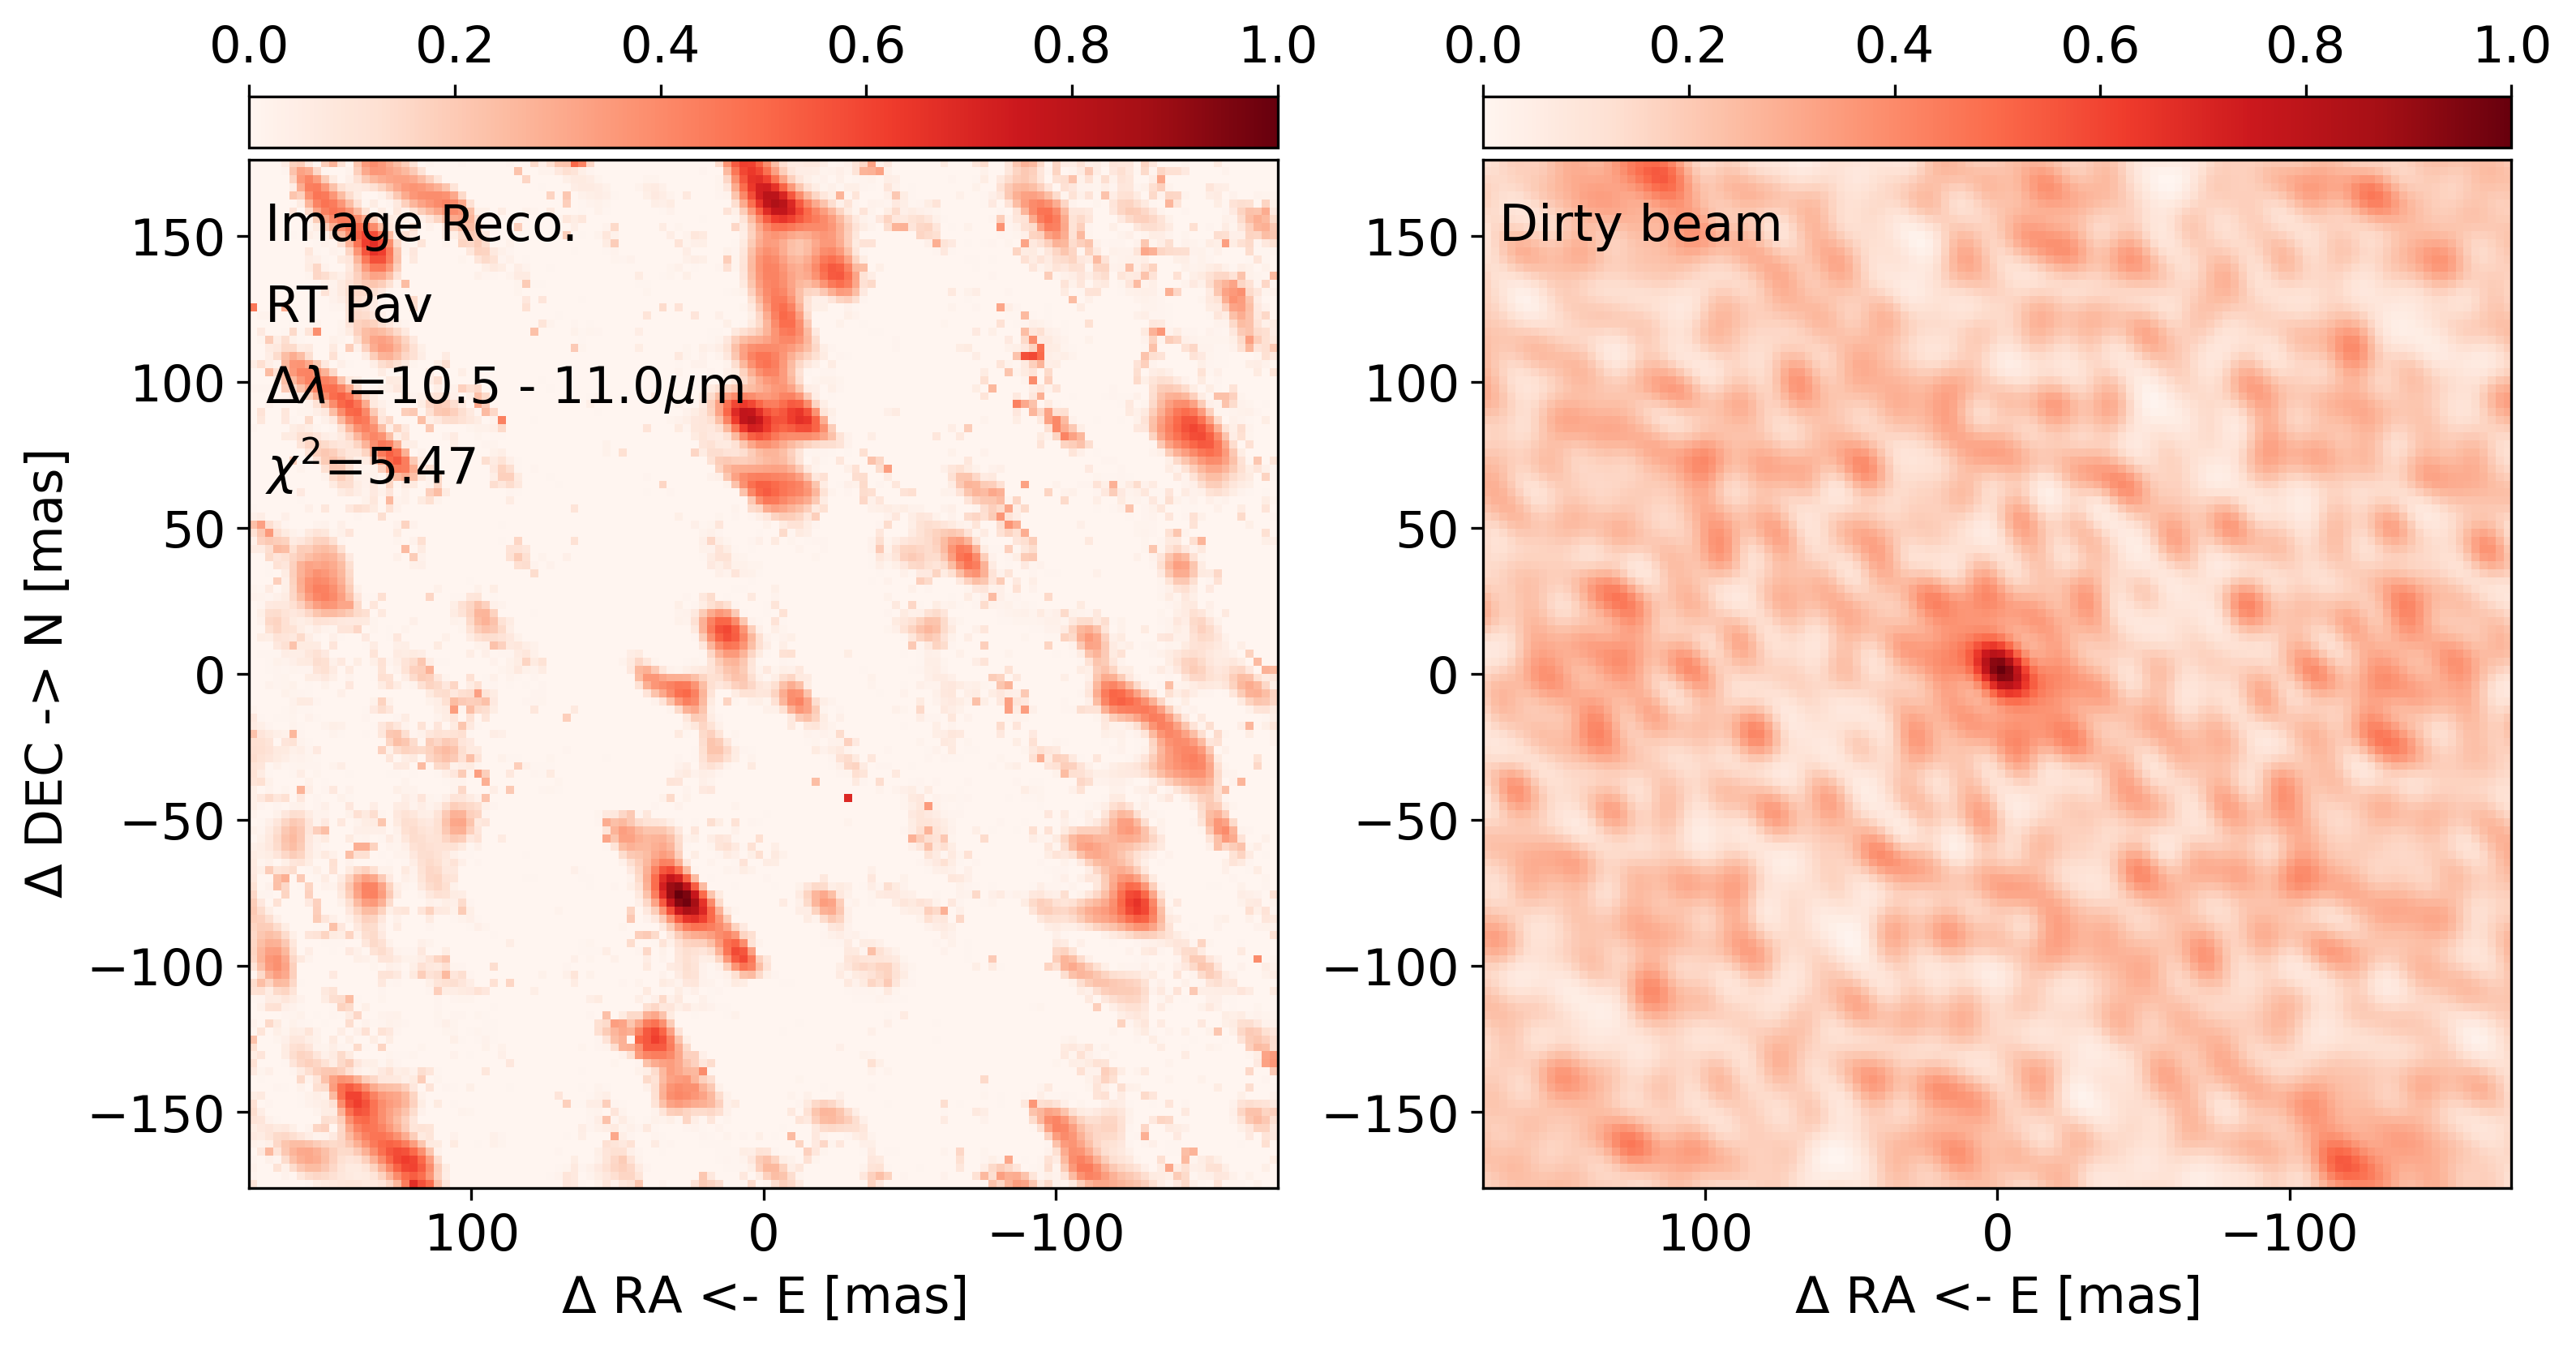 0.0 0.2 0.4 0.6 0.8 1.0
0.0 0.2 0.4 0.6 0.8 1.0
Image Reco.
RT Pav
Δλ =10.5 - 11.0μm
χ²=5.47
150
100
50
0
−50
−100
−150
Δ DEC -> N [mas]
100 0 −100
Δ RA <- E [mas]
Dirty beam
150
100
50
0
−50
−100
−150
100 0 −100
Δ RA <- E [mas]